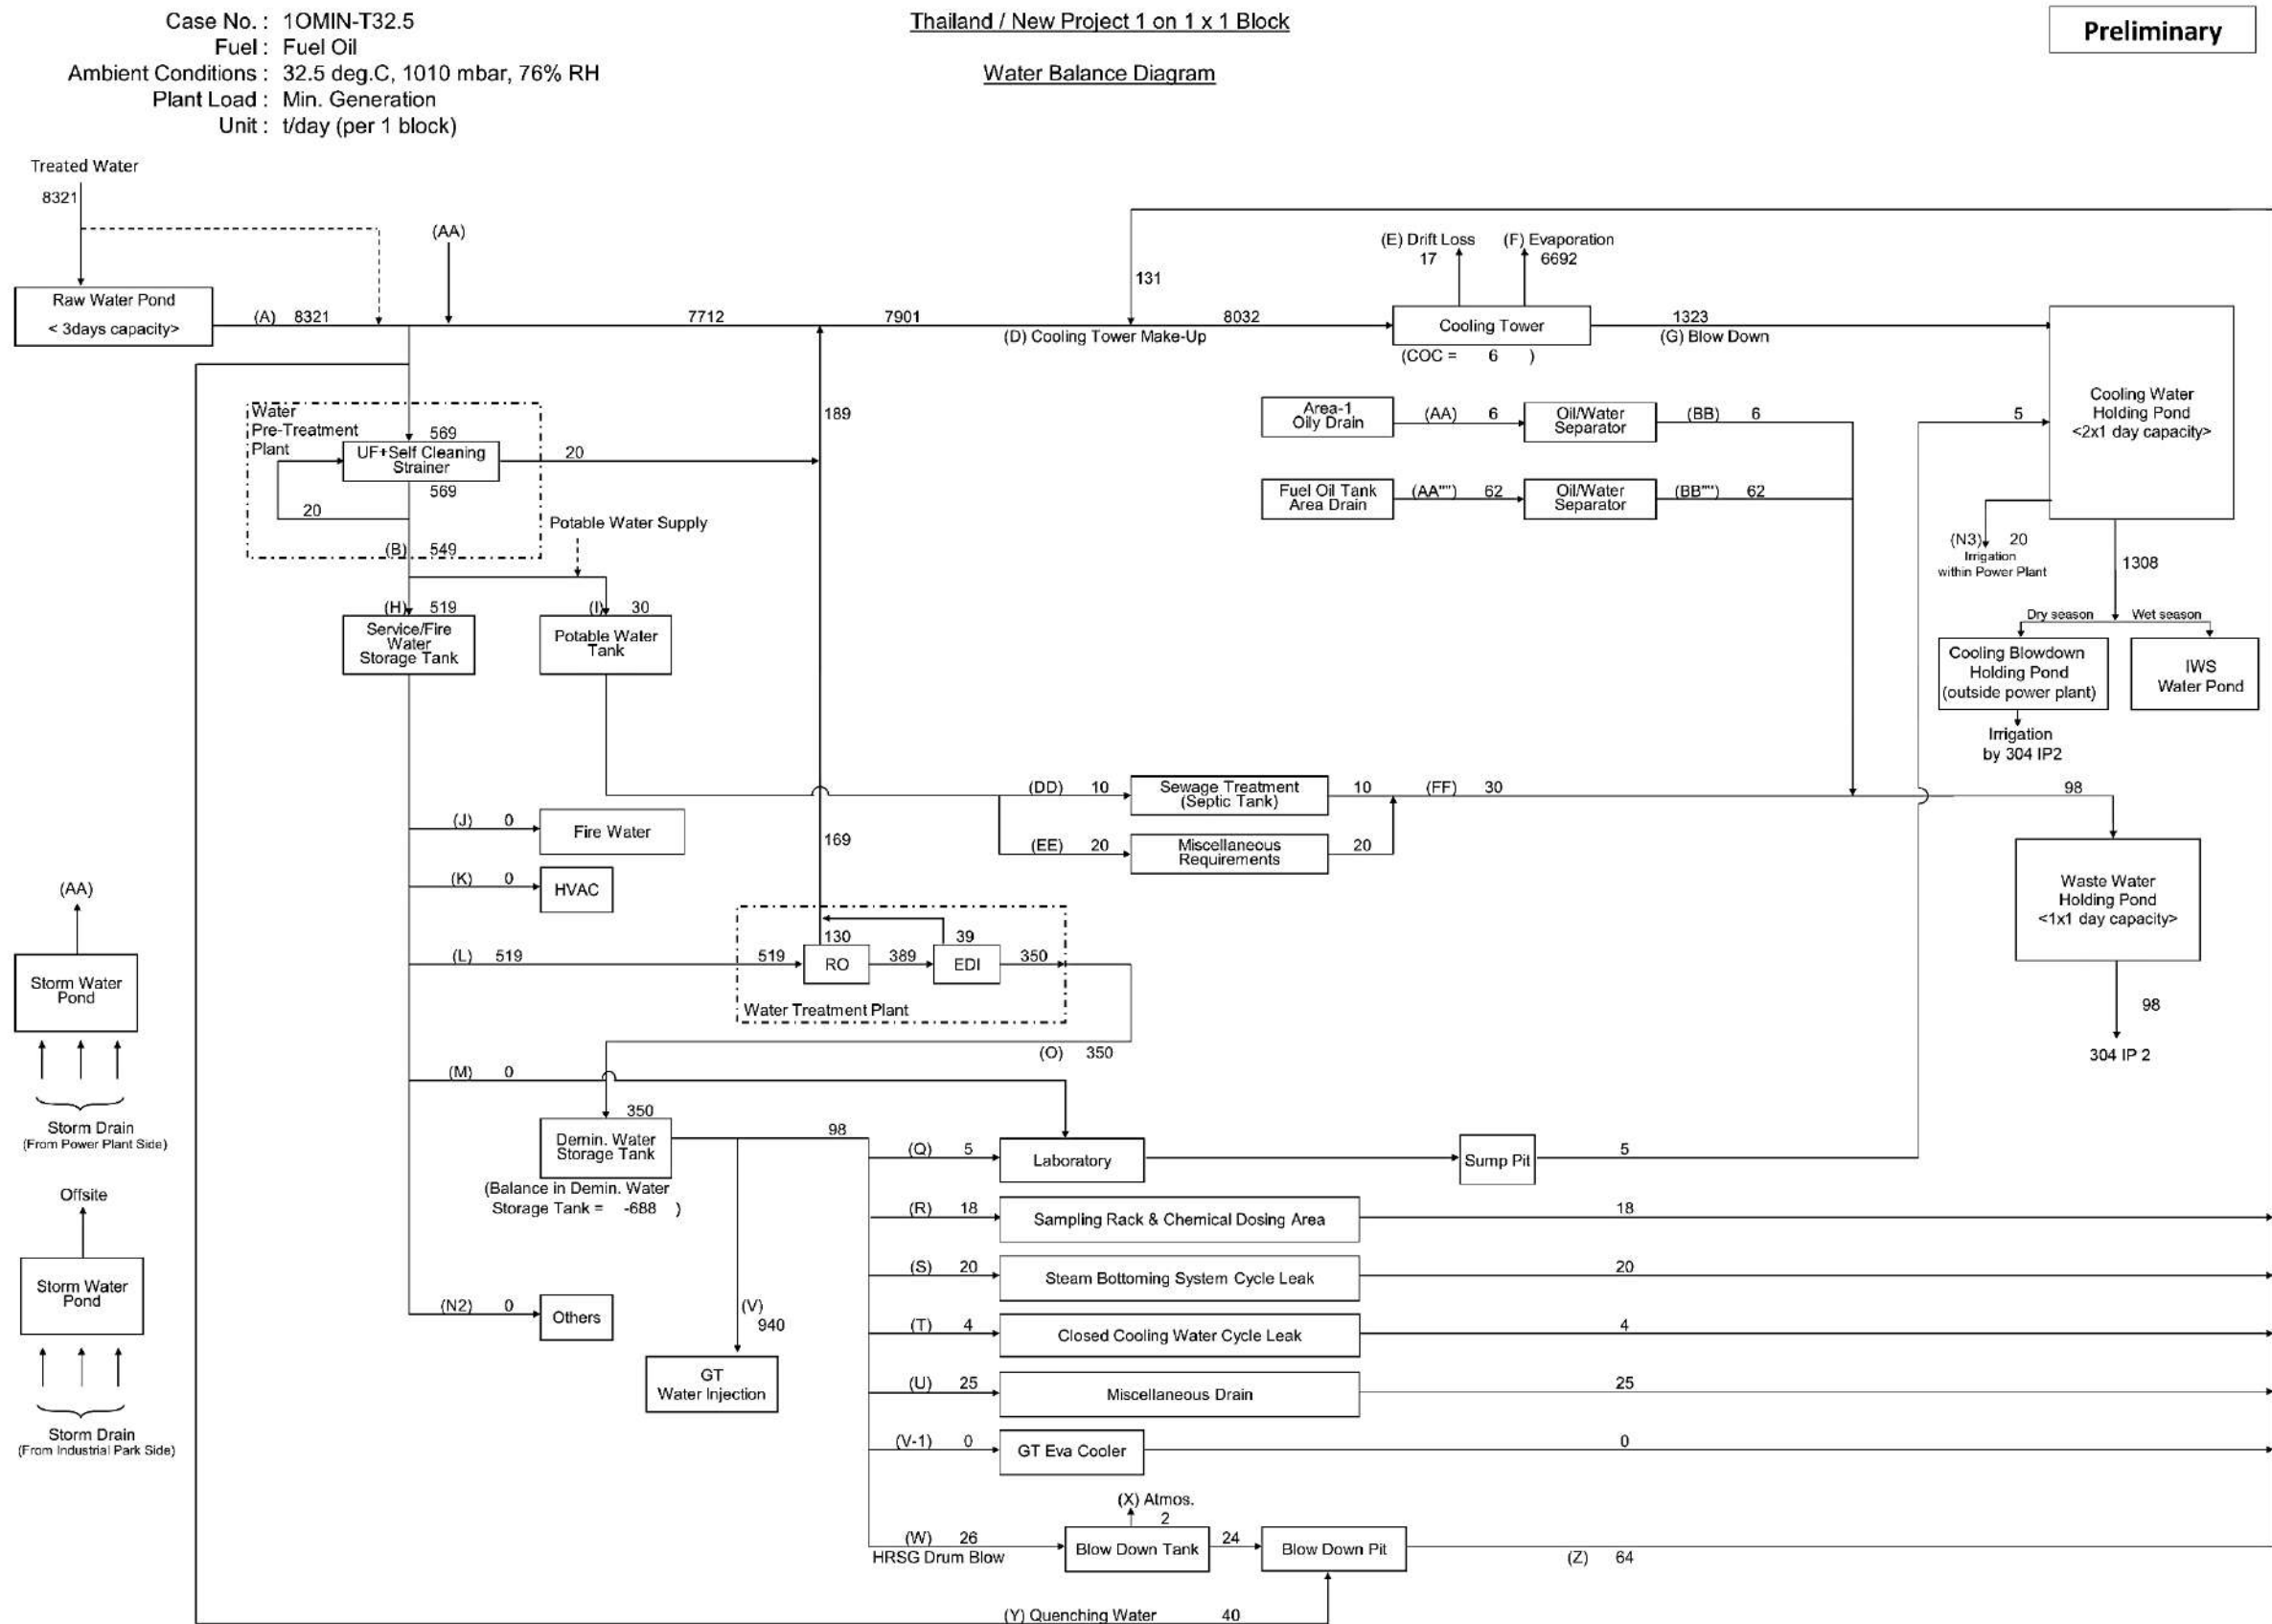 Case No. : 1OMIN-T32.5
Fuel : Fuel Oil
Ambient Conditions : 32.5 deg.C, 1010 mbar, 76% RH
Plant Load : Min. Generation
Unit : t/day (per 1 block)
Thailand / New Project 1 on 1 x 1 Block
Water Balance Diagram
Preliminary
Treated Water
8321
(AA)
Raw Water Pond
< 3days capacity>
(A) 8321
7712
7901
131
(D) Cooling Tower Make-Up
8032
(E) Drift Loss
17
(F) Evaporation
6692
Cooling Tower
(COC = 6 )
1323
(G) Blow Down
Cooling Water
Holding Pond
<2x1 day capacity>
5
(N3) 20
Irrigation
within Power Plant
1308
Dry season
Wet season
Cooling Blowdown
Holding Pond
(outside power plant)
IWS
Water Pond
Irrigation
by 304 IP2
Water
Pre-Treatment
Plant
569
UF+Self Cleaning
Strainer
569
20
20
(B) 549
189
Potable Water Supply
Area-1
Oily Drain
(AA) 6
Oil/Water
Separator
(BB) 6
Fuel Oil Tank
Area Drain
(AA"") 62
Oil/Water
Separator
(BB"") 62
(H) 519
Service/Fire
Water
Storage Tank
(I) 30
Potable Water
Tank
(DD) 10
Sewage Treatment
(Septic Tank)
10
(FF) 30
98
(EE) 20
Miscellaneous
Requirements
20
Waste Water
Holding Pond
<1x1 day capacity>
98
304 IP 2
(J) 0
Fire Water
(K) 0
HVAC
169
(L) 519
519
130
RO
389
39
EDI
350
Water Treatment Plant
(O) 350
(M) 0
350
Demin. Water
Storage Tank
(Balance in Demin. Water
Storage Tank = -688 )
98
(V)
940
GT
Water Injection
(N2) 0
Others
(AA)
Storm Water
Pond
Storm Drain
(From Power Plant Side)
Offsite
Storm Water
Pond
Storm Drain
(From Industrial Park Side)
(Q) 5
Laboratory
Sump Pit
5
(R) 18
Sampling Rack & Chemical Dosing Area
18
(S) 20
Steam Bottoming System Cycle Leak
20
(T) 4
Closed Cooling Water Cycle Leak
4
(U) 25
Miscellaneous Drain
25
(V-1) 0
GT Eva Cooler
0
(X) Atmos.
2
(W) 26
HRSG Drum Blow
Blow Down Tank
24
Blow Down Pit
(Z) 64
(Y) Quenching Water 40